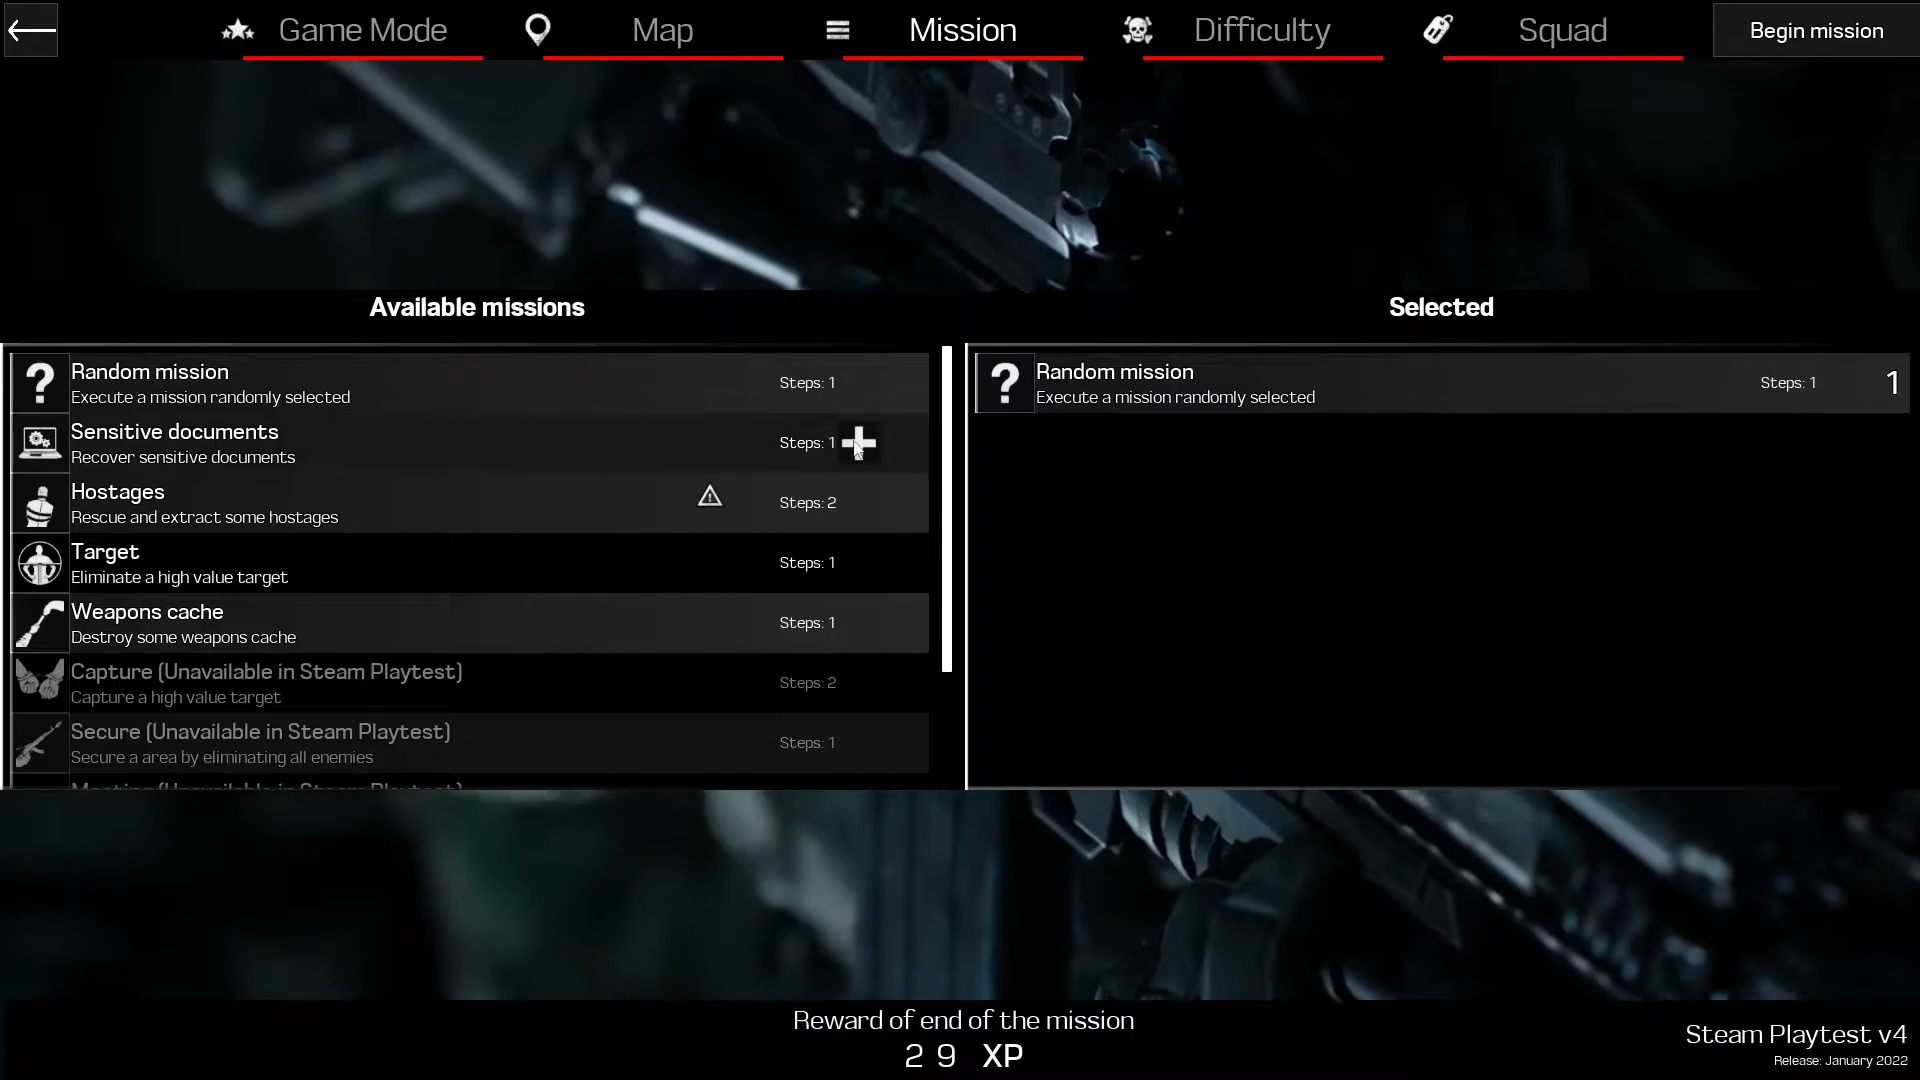 Game Mode
Map
Mission
Difficulty
Squad
Begin mission
Available missions
Selected
Random mission
Execute a mission randomly selected
Steps: 1
Sensitive documents
Recover sensitive documents
Steps: 1
Hostages
Rescue and extract some hostages
Steps: 2
Target
Eliminate a high value target
Steps: 1
Weapons cache
Destroy some weapons cache
Steps: 1
Capture (Unavailable in Steam Playtest)
Capture a high value target
Steps: 2
Secure (Unavailable in Steam Playtest)
Secure a area by eliminating all enemies
Steps: 1
Random mission
Execute a mission randomly selected
Steps: 1
1
Reward of end of the mission
29 XP
Steam Playtest v4
Release: January 2022